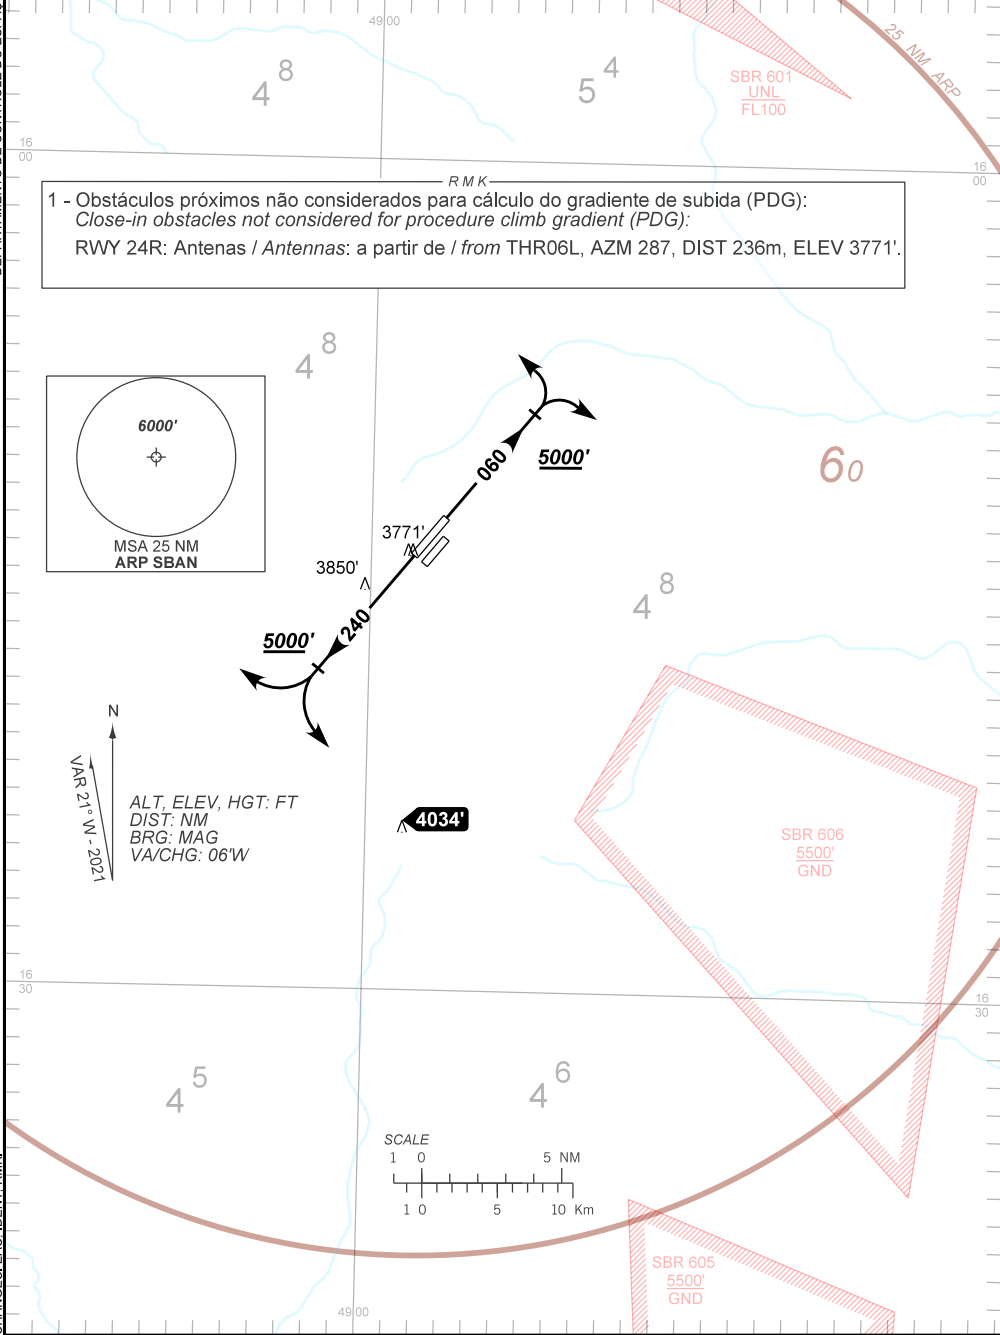 49 00
25 NM ARP
4 8
5 4
SBR 601
UNL
FL100
16
00
16
00
RMK
1 - Obstáculos próximos não considerados para cálculo do gradiente de subida (PDG):
Close-in obstacles not considered for procedure climb gradient (PDG):
RWY 24R: Antenas / Antennas: a partir de / from THR06L, AZM 287, DIST 236m, ELEV 3771'.
4 8
6000'
MSA 25 NM
ARP SBAN
060
5000'
60
3771'
3850'
4 8
240
5000'
N
VAR 21° W - 2021
ALT, ELEV, HGT: FT
DIST: NM
BRG: MAG
VA/CHG: 06'W
4034'
SBR 606
5500'
GND
16
30
16
30
4 5
4 6
SCALE
1 0 5 NM
1 0 5 10 Km
SBR 605
5500'
GND
49 00